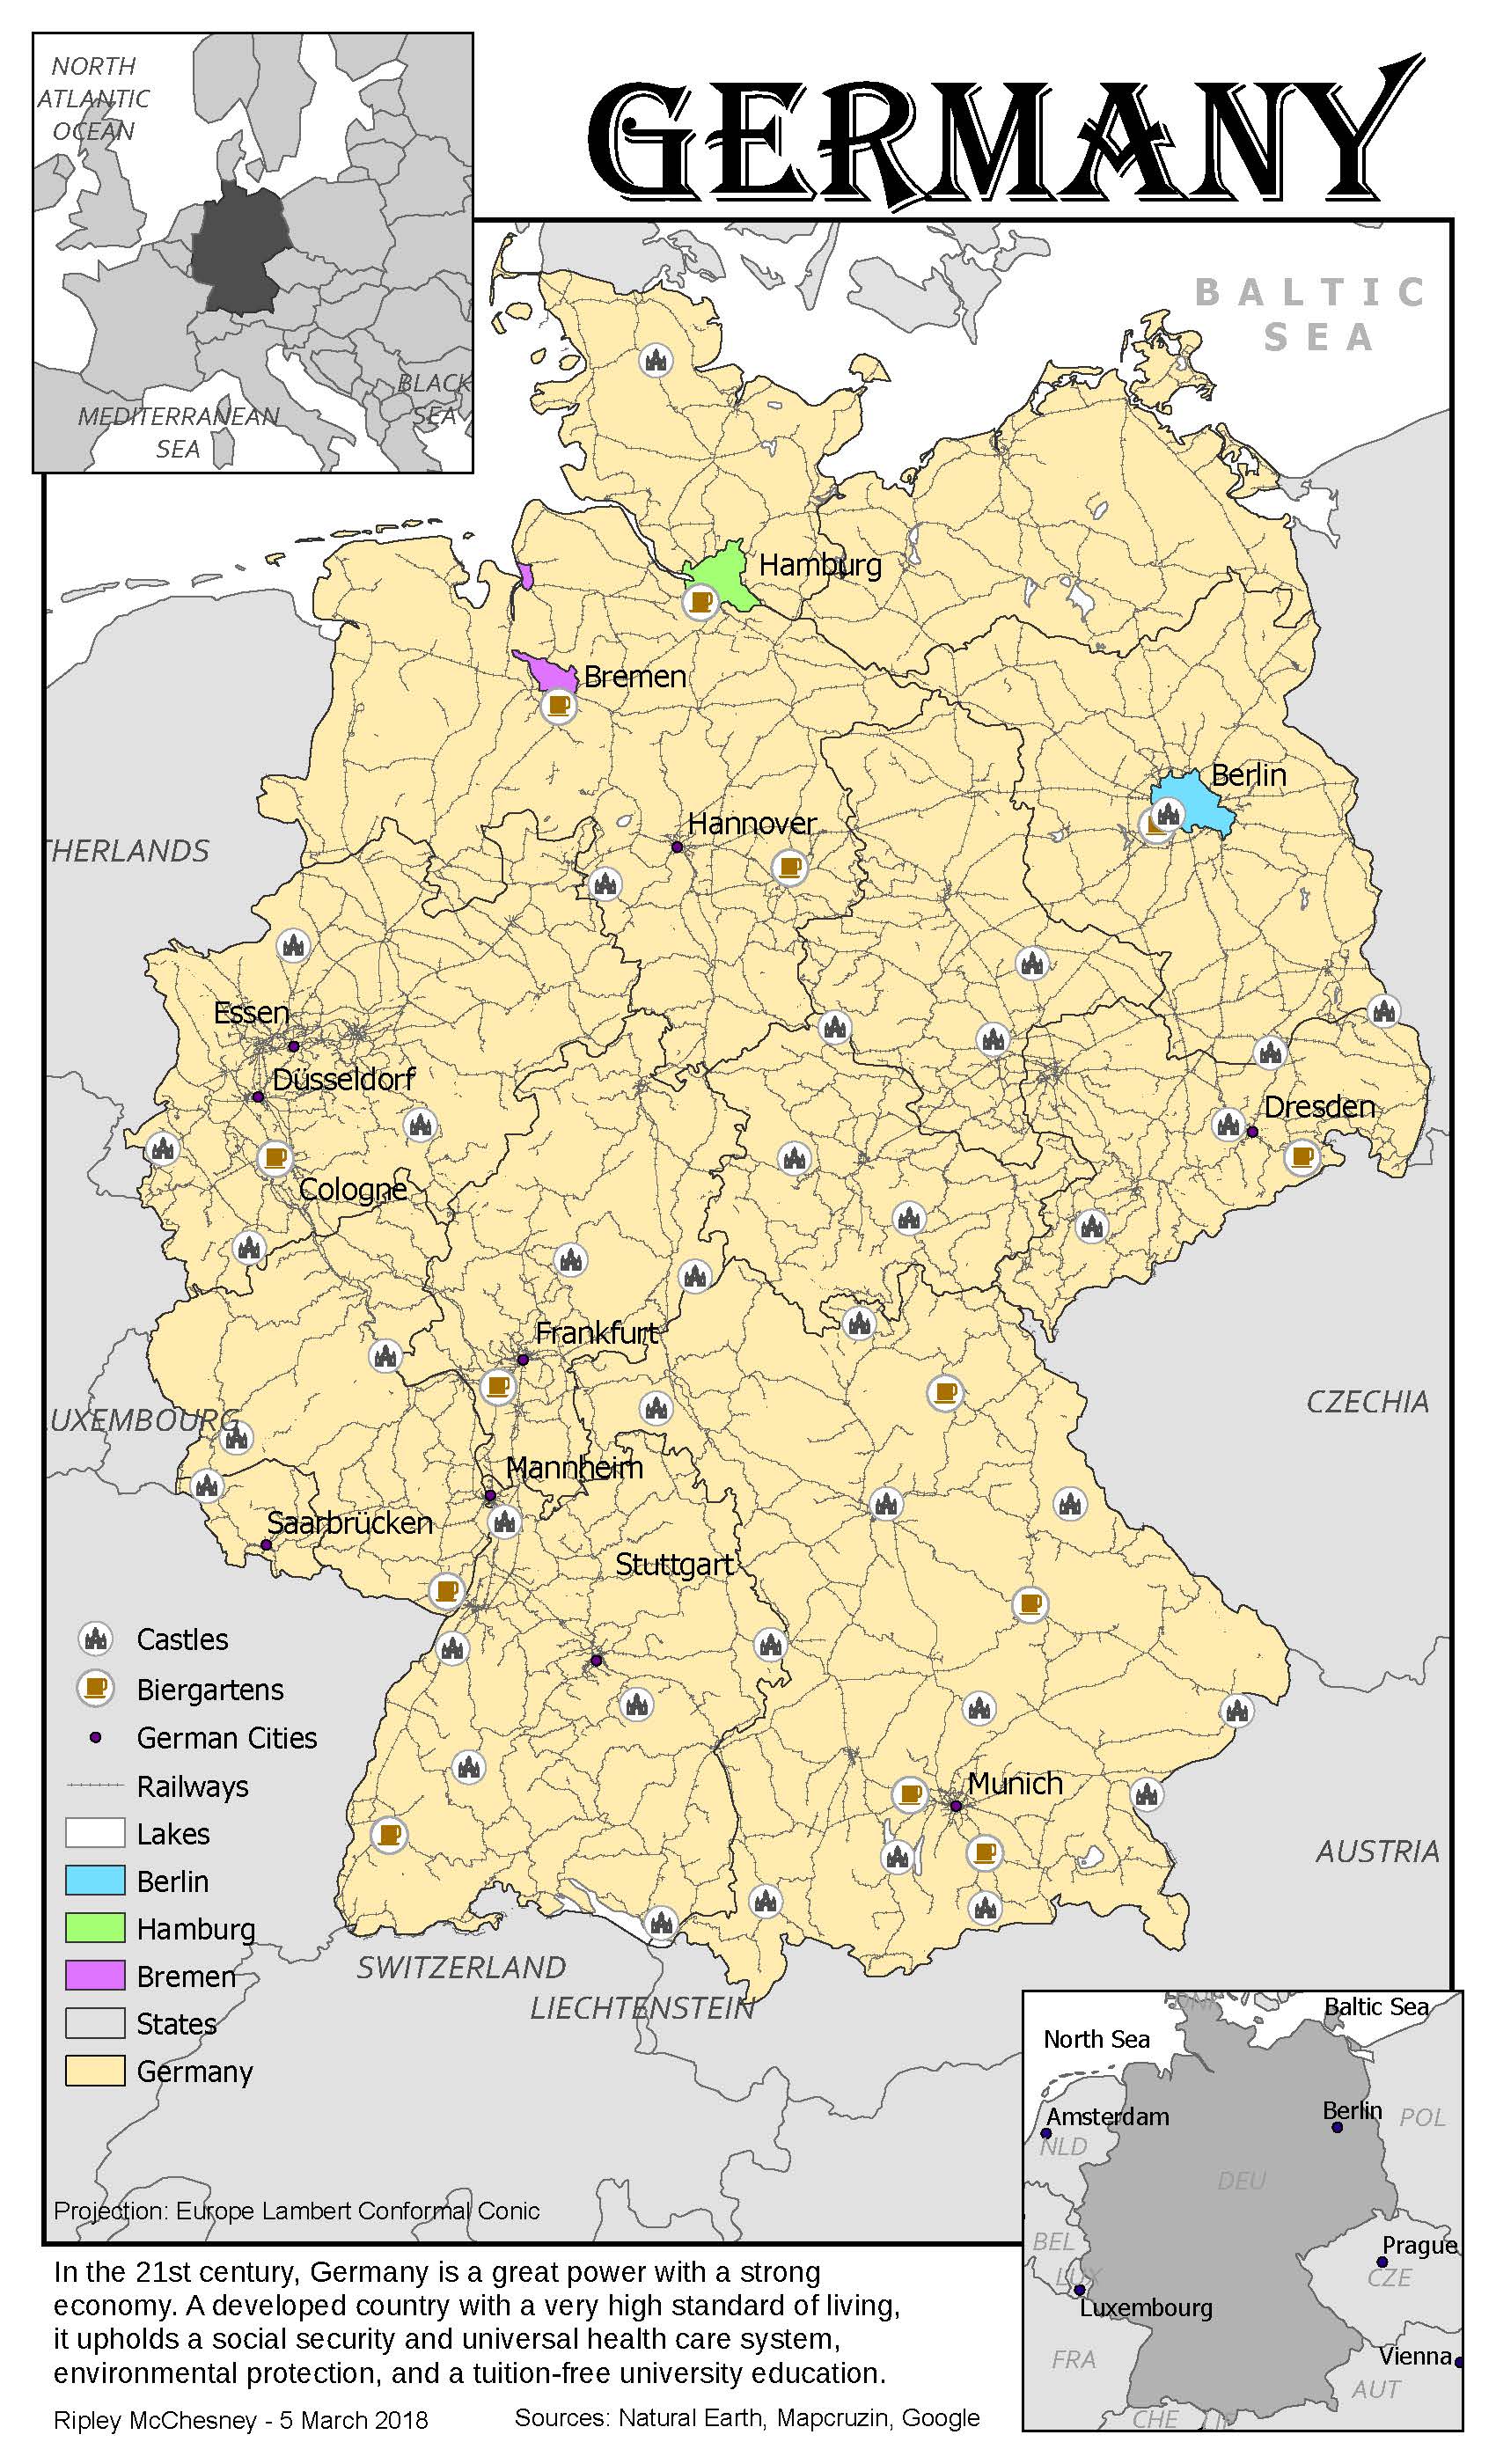 GERMANY
NORTH
ATLANTIC
OCEAN
BLACK
SEA
MEDITERRANEAN
SEA
BALTIC
SEA
Hamburg
Bremen
Berlin
Hannover
THERLANDS
Essen
Düsseldorf
Dresden
Cologne
Frankfurt
CZECHIA
UXEMBOURG
Mannheim
Saarbrücken
Stuttgart
Munich
AUSTRIA
SWITZERLAND
LIECHTENSTEIN
Castles
Biergartens
German Cities
Railways
Lakes
Berlin
Hamburg
Bremen
States
Germany
Projection: Europe Lambert Conformal Conic
DNK
Baltic Sea
North Sea
Amsterdam
NLD
Berlin
POL
DEU
BEL
Prague
CZE
LUX
Luxembourg
FRA
Vienna
AUT
CHE
LIE
In the 21st century, Germany is a great power with a strong
economy. A developed country with a very high standard of living,
it upholds a social security and universal health care system,
environmental protection, and a tuition-free university education.
Ripley McChesney - 5 March 2018
Sources: Natural Earth, Mapcruzin, Google